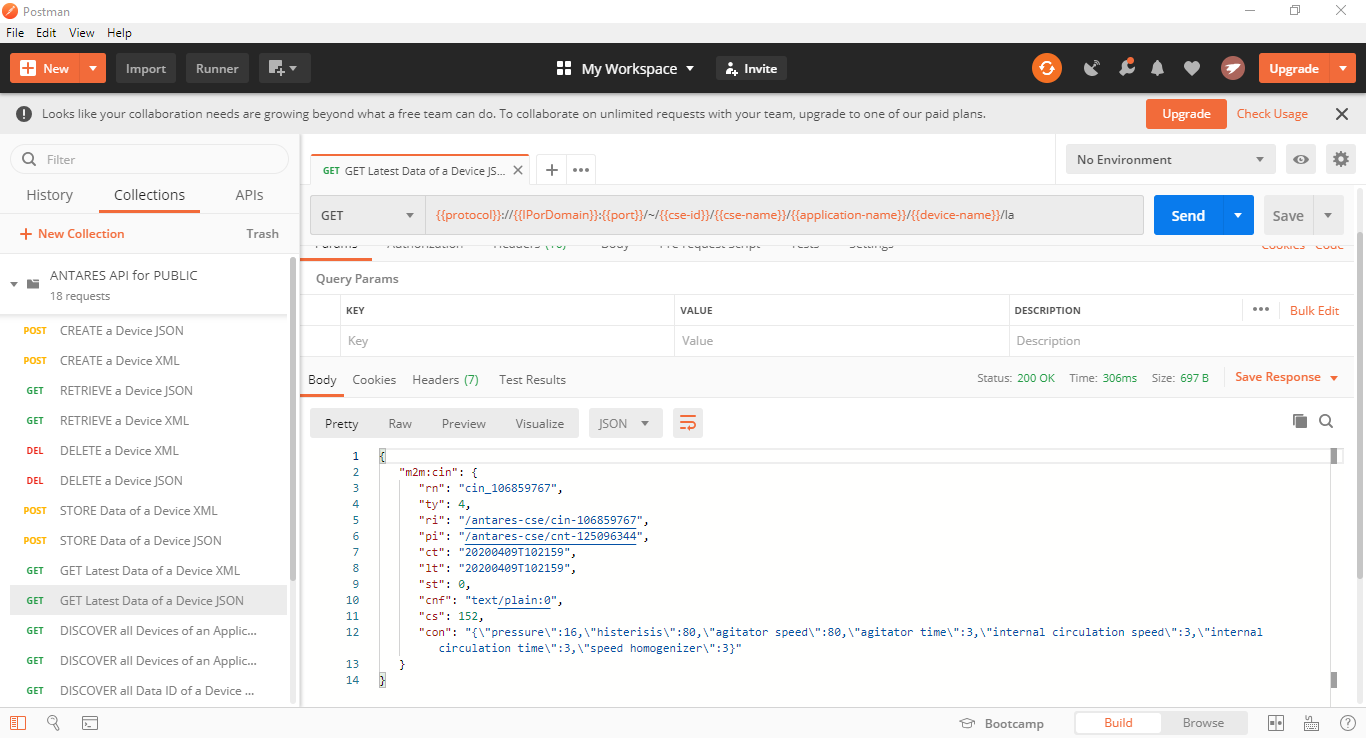 Postman
File Edit View Help
New Import Runner My Workspace Invite Upgrade
Looks like your collaboration needs are growing beyond what a free team can do. To collaborate on unlimited requests with your team, upgrade to one of our paid plans. Upgrade Check Usage
Filter
History Collections APIs
New Collection Trash
ANTARES API for PUBLIC
18 requests
POST CREATE a Device JSON
POST CREATE a Device XML
GET RETRIEVE a Device JSON
GET RETRIEVE a Device XML
DEL DELETE a Device XML
DEL DELETE a Device JSON
POST STORE Data of a Device XML
POST STORE Data of a Device JSON
GET GET Latest Data of a Device XML
GET GET Latest Data of a Device JSON
GET DISCOVER all Devices of an Applic...
GET DISCOVER all Devices of an Applic...
GET DISCOVER all Data ID of a Device ...
GET GET Latest Data of a Device JS...
No Environment
GET {{protocol}}://{{IPorDomain}}:{{port}}/~/{{cse-id}}/{{cse-name}}/{{application-name}}/{{device-name}}/la Send Save
Params Authorization Headers (10) Body Pre-request Script Tests Settings Cookies Code
Query Params
KEY VALUE DESCRIPTION Bulk Edit
Key Value Description
Body Cookies Headers (7) Test Results Status: 200 OK Time: 306ms Size: 697 B Save Response
Pretty Raw Preview Visualize JSON
1 {
2 "m2m:cin": {
3 "rn": "cin_106859767",
4 "ty": 4,
5 "ri": "/antares-cse/cin-106859767",
6 "pi": "/antares-cse/cnt-125096344",
7 "ct": "20200409T102159",
8 "lt": "20200409T102159",
9 "st": 0,
10 "cnf": "text/plain:0",
11 "cs": 152,
12 "con": "{\"pressure\":16,\"histerisis\":80,\"agitator speed\":80,\"agitator time\":3,\"internal circulation speed\":3,\"internal
circulation time\":3,\"speed homogenizer\":3}"
13 }
14 }
Bootcamp Build Browse